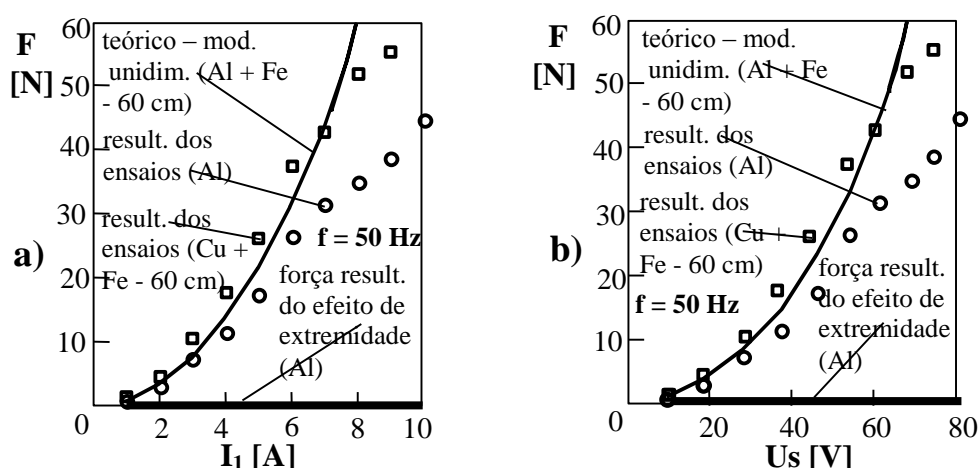 F
[N]
60
50
40
30
20
10
0
teórico – mod.
unidim. (Al + Fe
- 60 cm)
result. dos
ensaios (Al)
result. dos
ensaios (Cu +
Fe - 60 cm)
f = 50 Hz
força result.
do efeito de
extremidade
(Al)
a)
2 4 6 8 10
I1 [A]
F
[N]
60
50
40
30
20
10
0
teórico – mod.
unidim. (Al + Fe
- 60 cm)
result. dos
ensaios (Al)
result. dos
ensaios (Cu +
Fe - 60 cm)
f = 50 Hz
força result.
do efeito de
extremidade
(Al)
b)
20 40 60 80
Us [V]